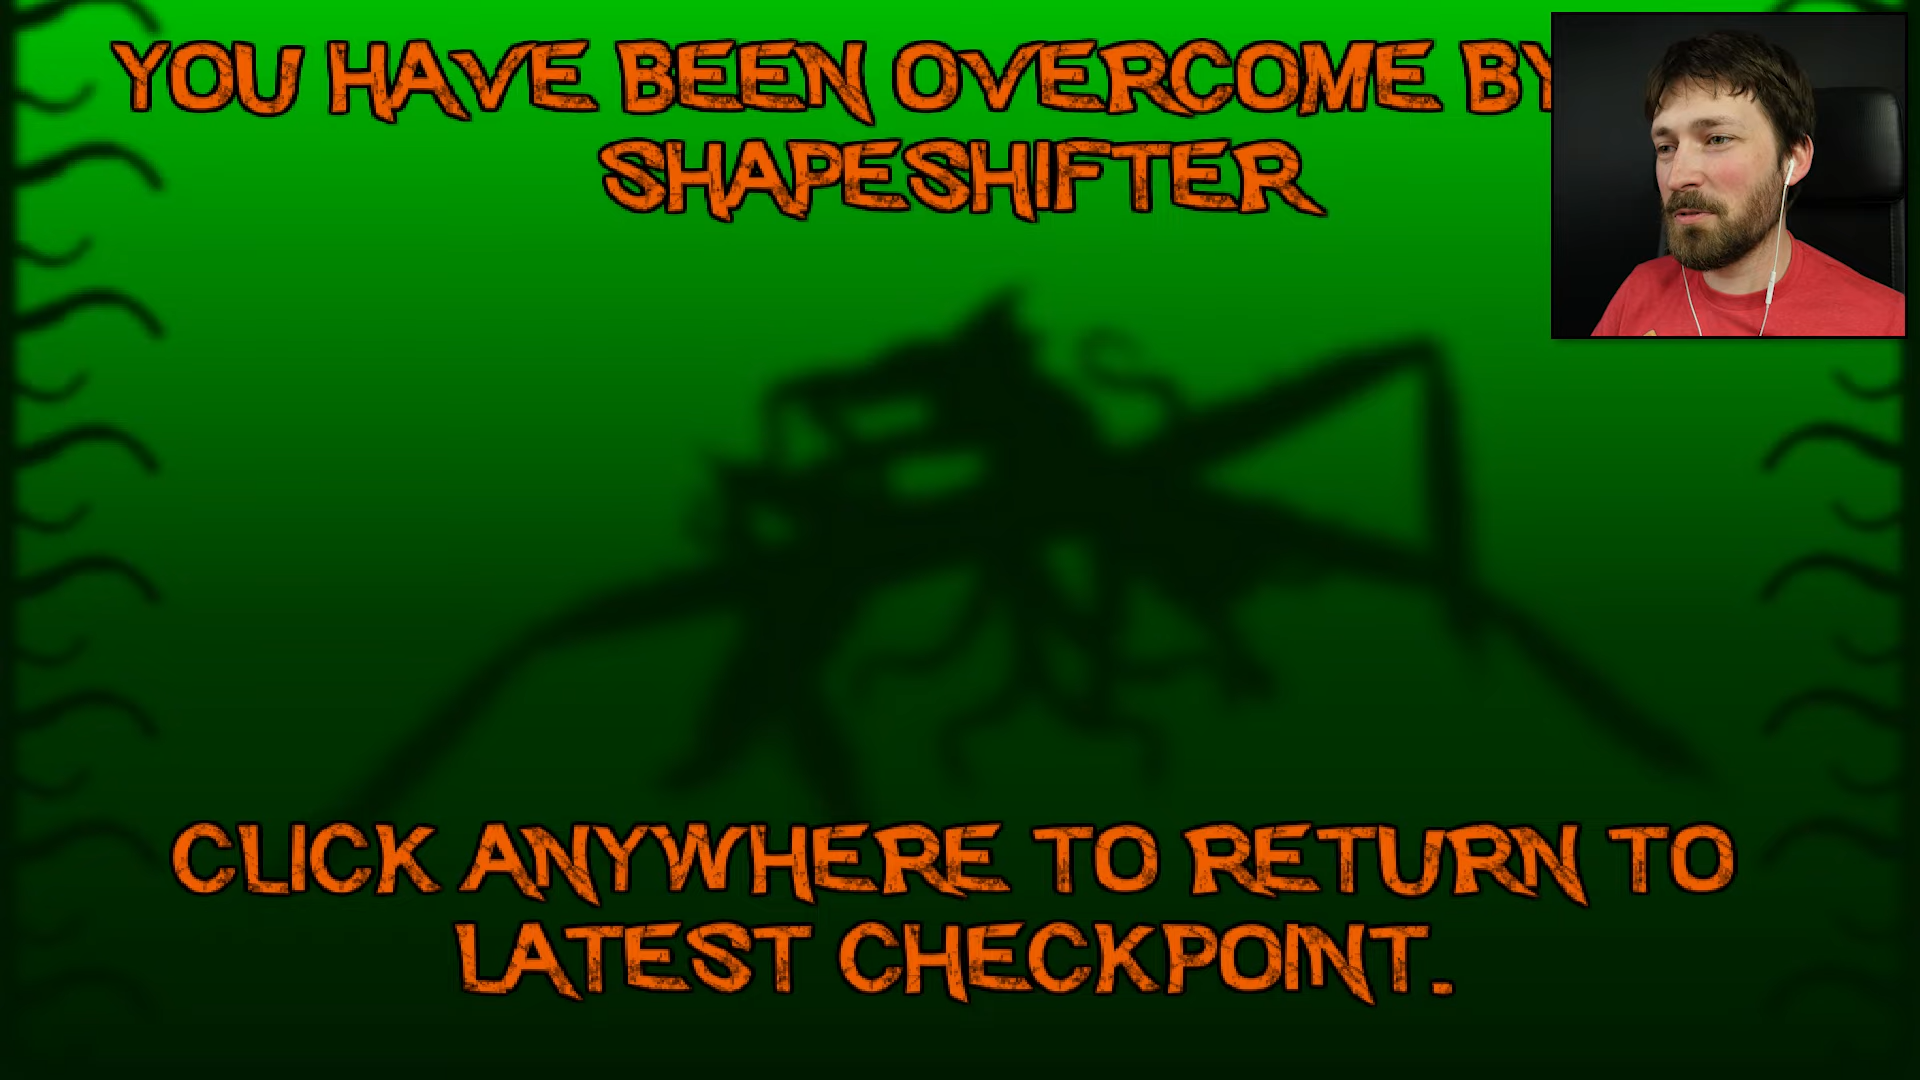 YOU HAVE BEEN OVERCOME BY
SHAPESHIFTER
CLICK ANYWHERE TO RETURN TO
LATEST CHECKPOINT.